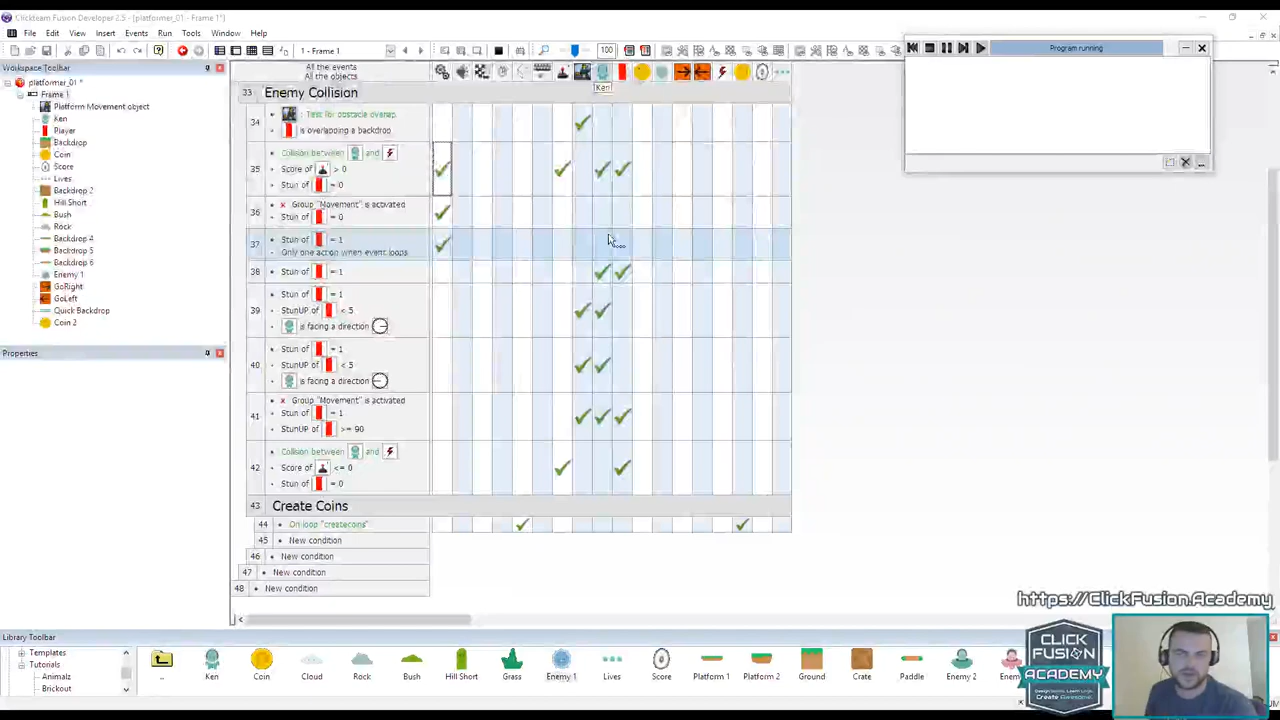 Clickteam Fusion Developer 2.5 - [platformer_01 - Frame 1*]
File Edit View Insert Events Run Tools Window Help
1 - Frame 1
100
Workspace Toolbar
platformer_01 *
Frame 1
Platform Movement object
Ken
Player
Backdrop
Coin
Score
Lives
Backdrop 2
Hill Short
Bush
Rock
Backdrop 4
Backdrop 5
Backdrop 6
Enemy 1
GoRight
GoLeft
Quick Backdrop
Coin 2
Properties
All the events
All the objects
Ken
33 Enemy Collision
34 : Test for obstacle overlap
is overlapping a backdrop
35 Collision between and
Score of > 0
Stun of = 0
36 Group "Movement" is activated
Stun of = 0
37 Stun of = 1
Only one action when event loops
38 Stun of = 1
39 Stun of = 1
StunUP of < 5
is facing a direction
40 Stun of = 1
StunUP of < 5
is facing a direction
41 Group "Movement" is activated
Stun of = 1
StunUP of >= 90
42 Collision between and
Score of <= 0
Stun of = 0
43 Create Coins
44 On loop "createcoins"
45 New condition
46 New condition
47 New condition
48 New condition
Program running
https://ClickFusion.Academy
CLICK
FUSION
ACADEMY
Library Toolbar
Templates
Tutorials
Animalz
Brickout
..
Ken
Coin
Cloud
Rock
Bush
Hill Short
Grass
Enemy 1
Lives
Score
Platform 1
Platform 2
Ground
Crate
Paddle
Enemy 2